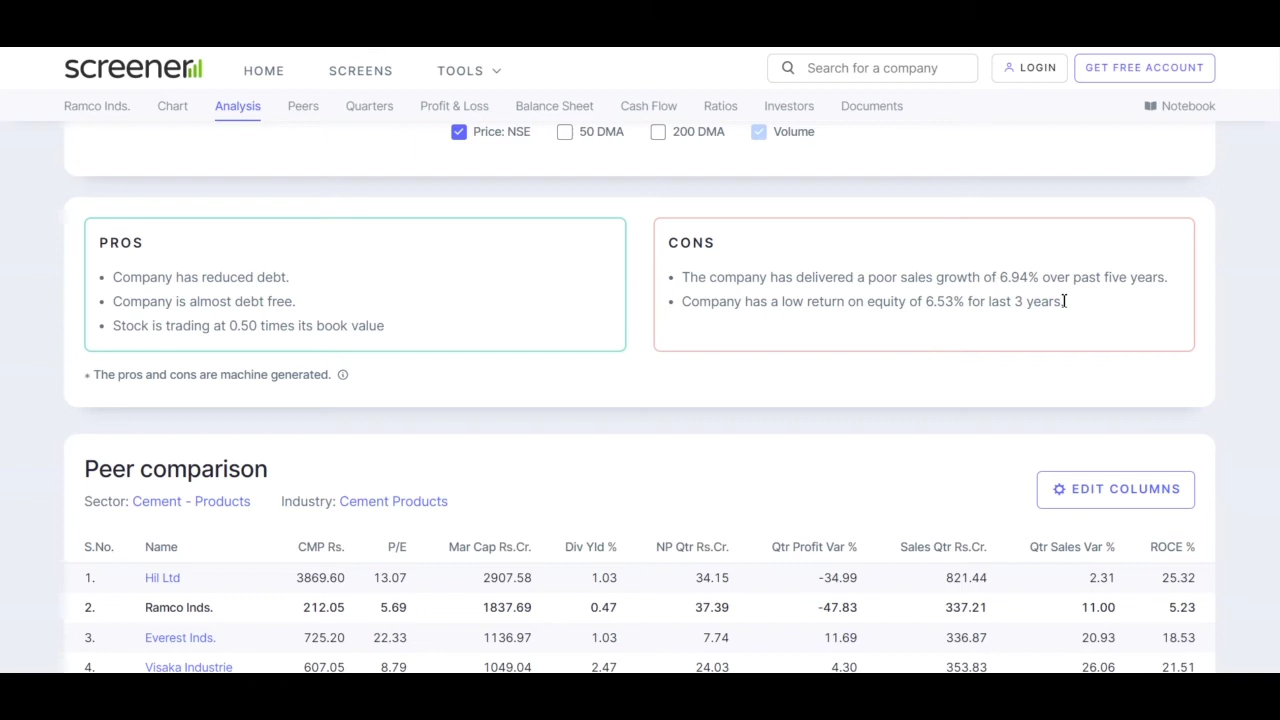 screener HOME SCREENS TOOLS Search for a company LOGIN GET FREE ACCOUNT
Ramco Inds. Chart Analysis Peers Quarters Profit & Loss Balance Sheet Cash Flow Ratios Investors Documents Notebook
Price: NSE 50 DMA 200 DMA Volume
PROS
• Company has reduced debt.
• Company is almost debt free.
• Stock is trading at 0.50 times its book value
CONS
• The company has delivered a poor sales growth of 6.94% over past five years.
• Company has a low return on equity of 6.53% for last 3 years.
* The pros and cons are machine generated.
Peer comparison
Sector: Cement - Products Industry: Cement Products
EDIT COLUMNS
S.No. Name CMP Rs. P/E Mar Cap Rs.Cr. Div Yld % NP Qtr Rs.Cr. Qtr Profit Var % Sales Qtr Rs.Cr. Qtr Sales Var % ROCE %
1. Hil Ltd 3869.60 13.07 2907.58 1.03 34.15 -34.99 821.44 2.31 25.32
2. Ramco Inds. 212.05 5.69 1837.69 0.47 37.39 -47.83 337.21 11.00 5.23
3. Everest Inds. 725.20 22.33 1136.97 1.03 7.74 11.69 336.87 20.93 18.53
4. Visaka Industrie 607.05 8.79 1049.04 2.47 24.03 4.30 353.83 26.06 21.51